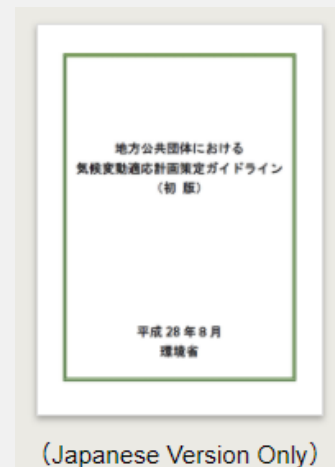 地方公共団体における
気候変動適応計画策定ガイドライン
（初 版）
平成 28 年 8 月
環境省
（Japanese Version Only）